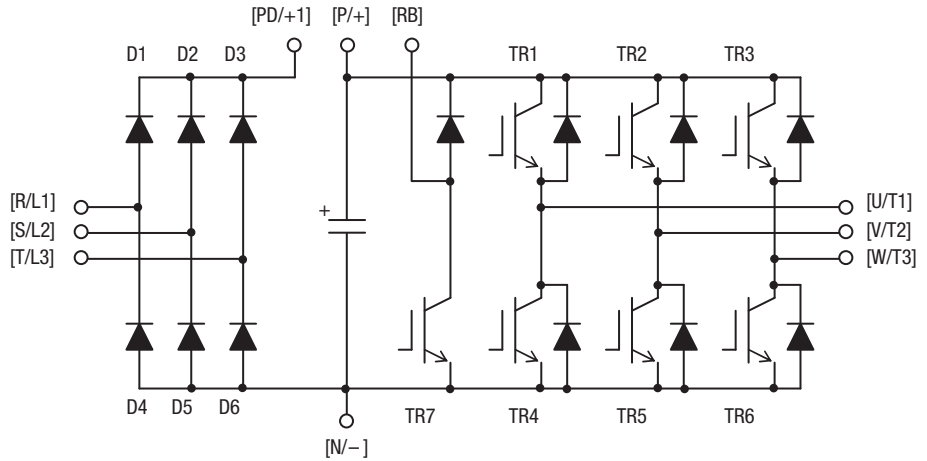 [PD/+1] [P/+] [RB]
D1 D2 D3 TR1 TR2 TR3
[R/L1] [U/T1]
+
[S/L2] [V/T2]
[T/L3] [W/T3]
D4 D5 D6 TR7 TR4 TR5 TR6
[N/−]